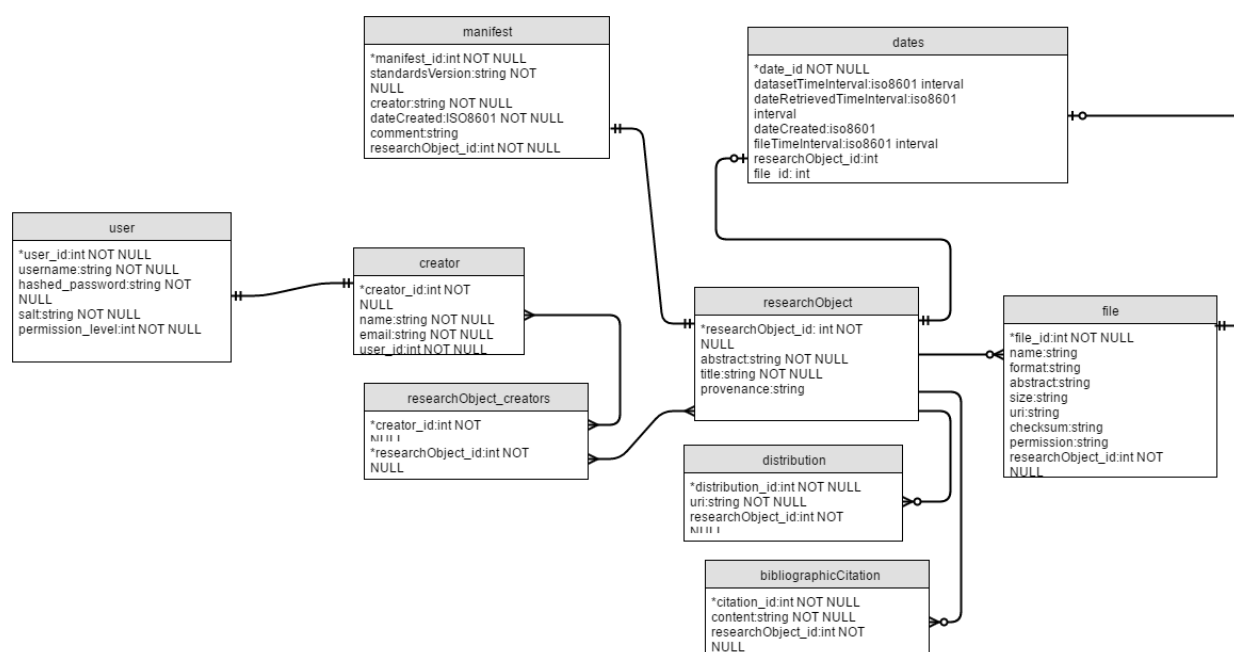 manifest
*manifest_id:int NOT NULL
standardsVersion:string NOT
NULL
creator:string NOT NULL
dateCreated:ISO8601 NOT NULL
comment:string
researchObject_id:int NOT NULL
dates
*date_id NOT NULL
datasetTimeInterval:iso8601 interval
dateRetrievedTimeInterval:iso8601
interval
dateCreated:iso8601
fileTimeInterval:iso8601 interval
researchObject_id:int
file_id: int
user
*user_id:int NOT NULL
username:string NOT NULL
hashed_password:string NOT
NULL
salt:string NOT NULL
permission_level:int NOT NULL
creator
*creator_id:int NOT
NULL
name:string NOT NULL
email:string NOT NULL
user_id:int NOT NULL
researchObject
*researchObject_id: int NOT
NULL
abstract:string NOT NULL
title:string NOT NULL
provenance:string
file
*file_id:int NOT NULL
name:string
format:string
abstract:string
size:string
uri:string
checksum:string
permission:string
researchObject_id:int NOT
NULL
researchObject_creators
*creator_id:int NOT
NULL
*researchObject_id:int NOT
NULL
distribution
*distribution_id:int NOT NULL
uri:string NOT NULL
researchObject_id:int NOT
NULL
bibliographicCitation
*citation_id:int NOT NULL
content:string NOT NULL
researchObject_id:int NOT
NULL